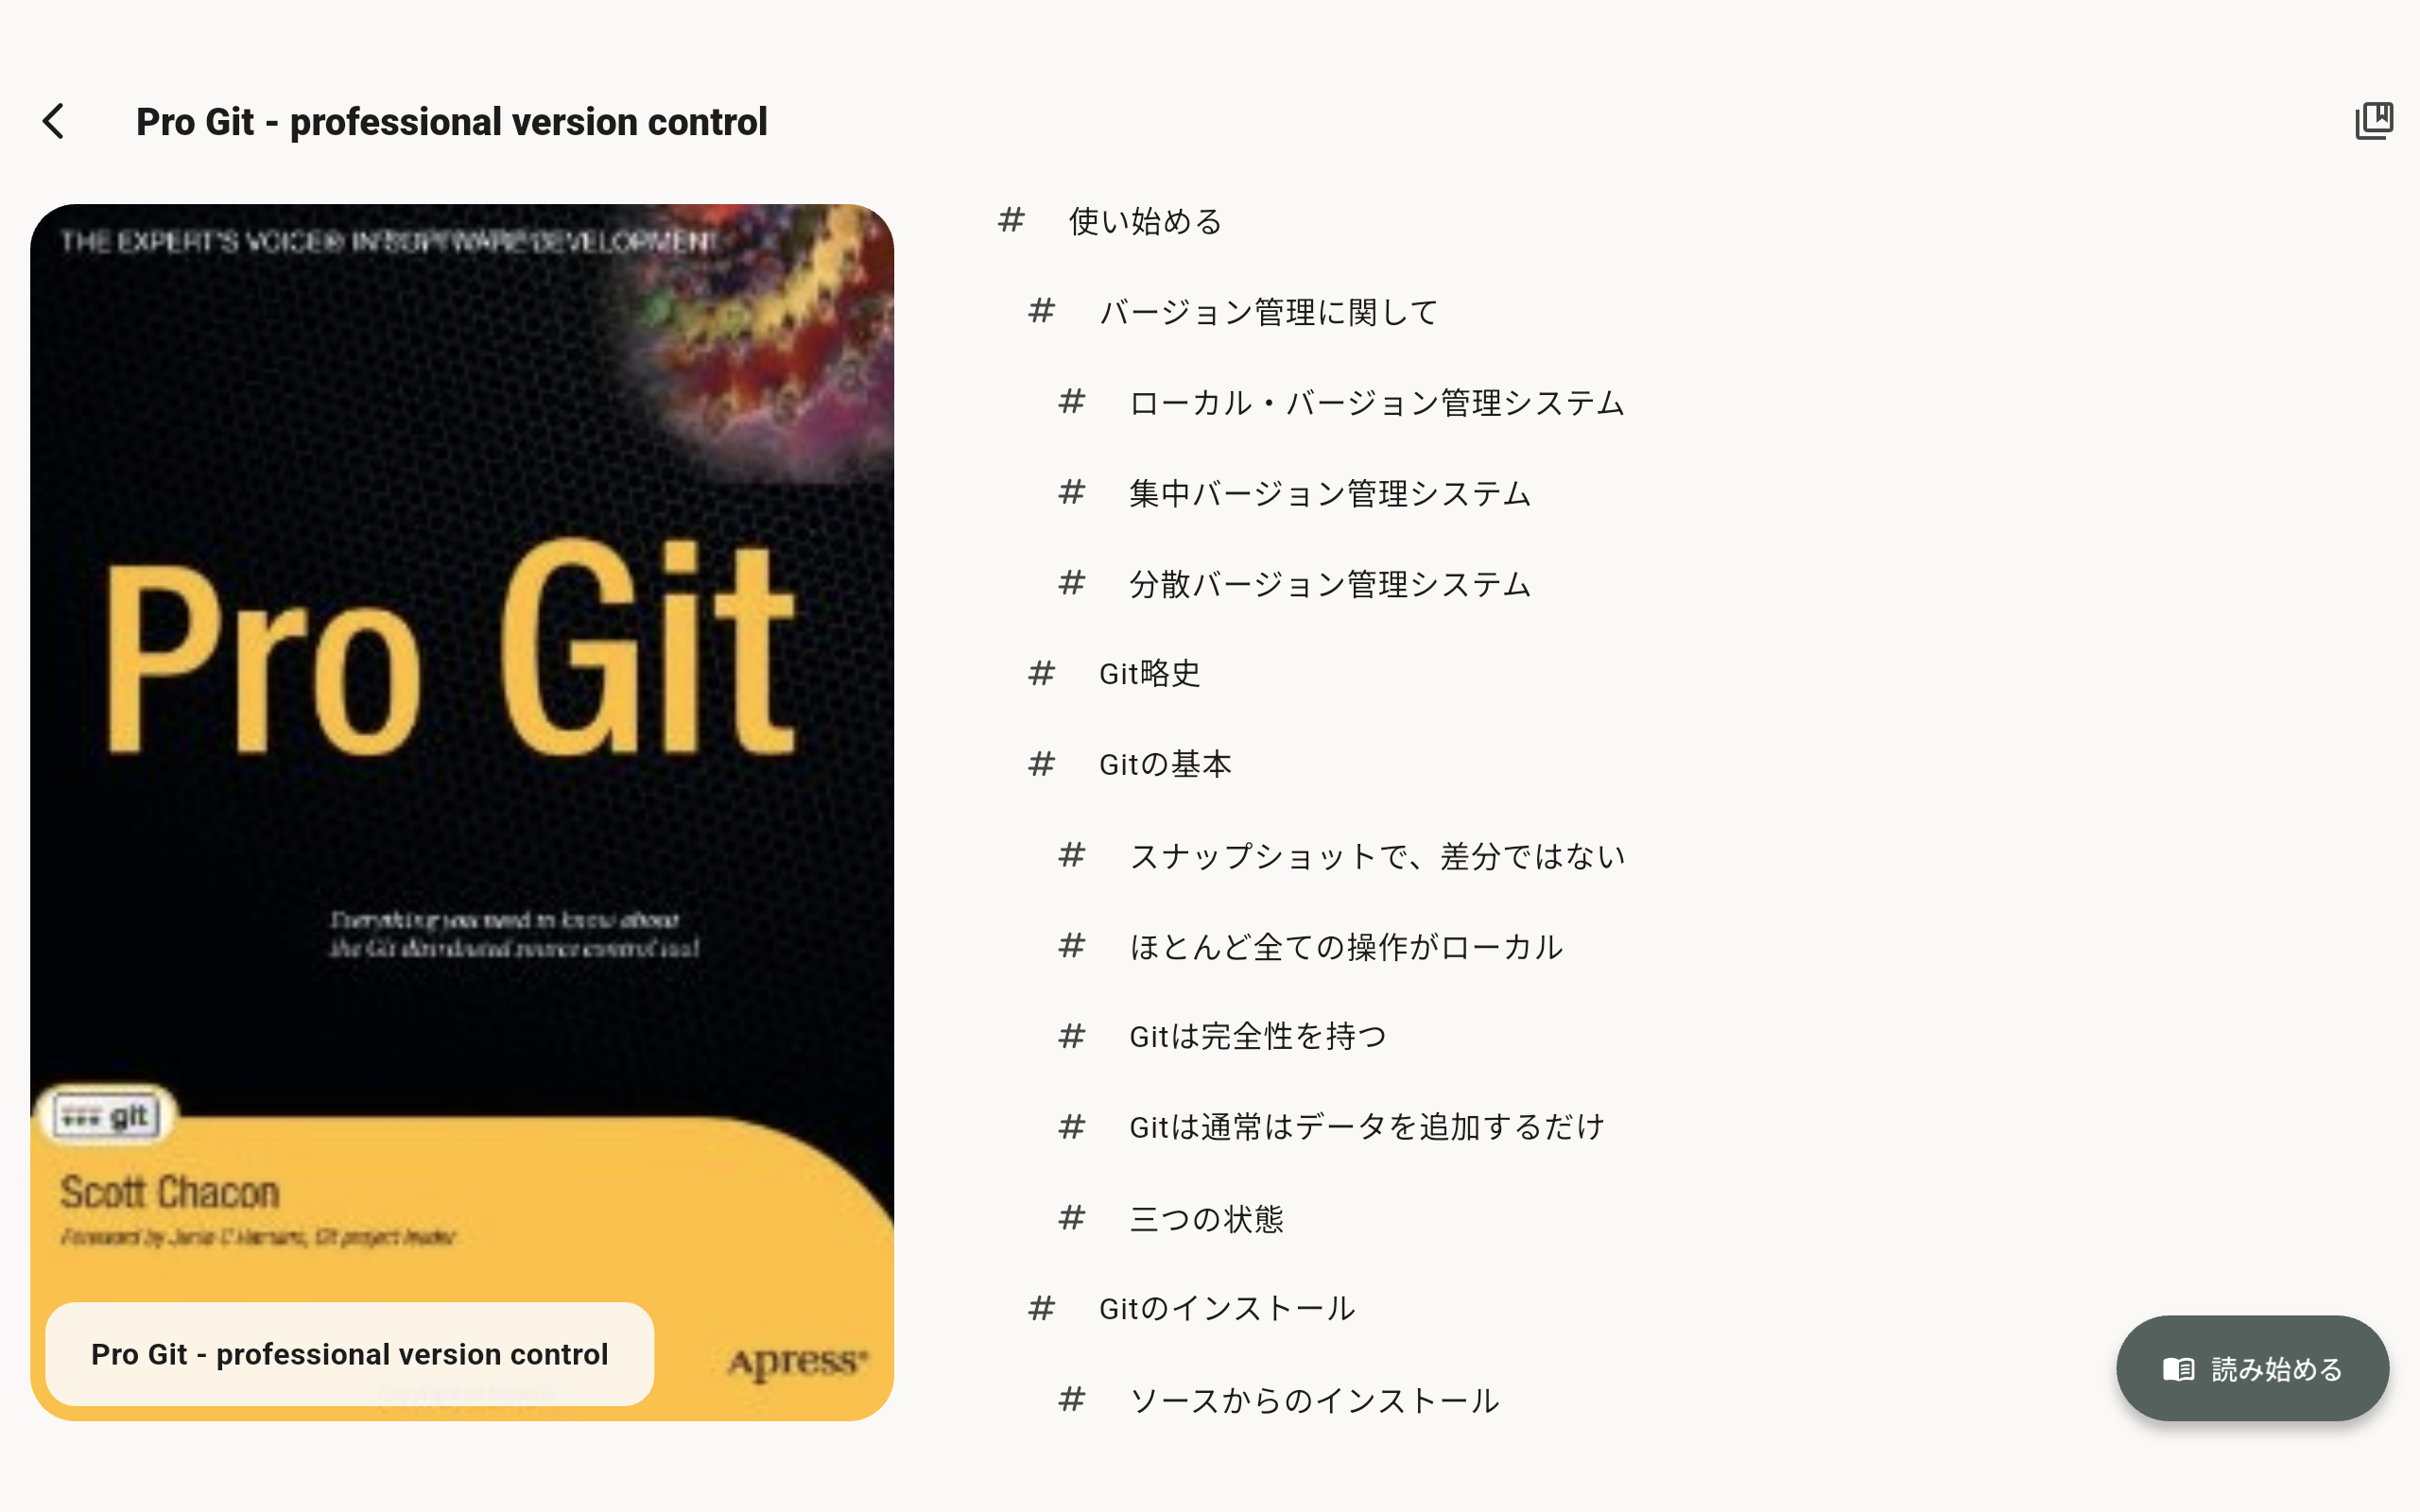 Pro Git - professional version control
THE EXPERT'S VOICE® IN SOFTWARE DEVELOPMENT
Pro Git
Everything you need to know about
the Git distributed source control tool
git
Scott Chacon
Foreword by Junio C Hamano, Git project leader
Pro Git - professional version control
Apress®
# 使い始める
# バージョン管理に関して
# ローカル・バージョン管理システム
# 集中バージョン管理システム
# 分散バージョン管理システム
# Git略史
# Gitの基本
# スナップショットで、差分ではない
# ほとんど全ての操作がローカル
# Gitは完全性を持つ
# Gitは通常はデータを追加するだけ
# 三つの状態
# Gitのインストール
# ソースからのインストール
読み始める